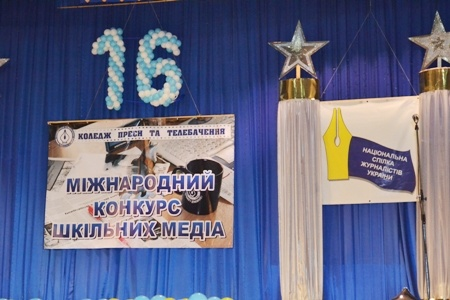 16
КОЛЕДЖ ПРЕСИ ТА ТЕЛЕБАЧЕННЯ
МІЖНАРОДНИЙ
КОНКУРС
ШКІЛЬНИХ МЕДІА
НАЦІОНАЛЬНА
СПІЛКА
ЖУРНАЛІСТІВ
УКРАЇНИ